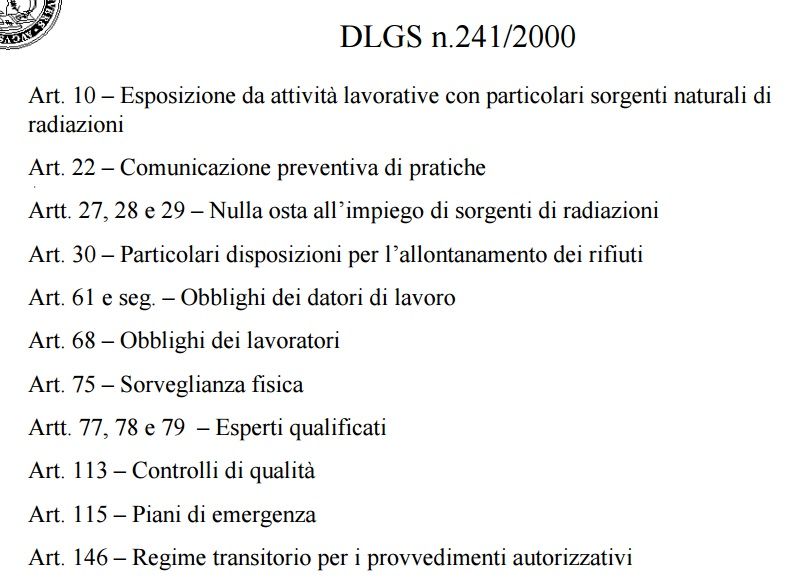 DLGS n.241/2000
Art. 10 – Esposizione da attività lavorative con particolari sorgenti naturali di
radiazioni
Art. 22 – Comunicazione preventiva di pratiche
Artt. 27, 28 e 29 – Nulla osta all’impiego di sorgenti di radiazioni
Art. 30 – Particolari disposizioni per l’allontanamento dei rifiuti
Art. 61 e seg. – Obblighi dei datori di lavoro
Art. 68 – Obblighi dei lavoratori
Art. 75 – Sorveglianza fisica
Artt. 77, 78 e 79 – Esperti qualificati
Art. 113 – Controlli di qualità
Art. 115 – Piani di emergenza
Art. 146 – Regime transitorio per i provvedimenti autorizzativi